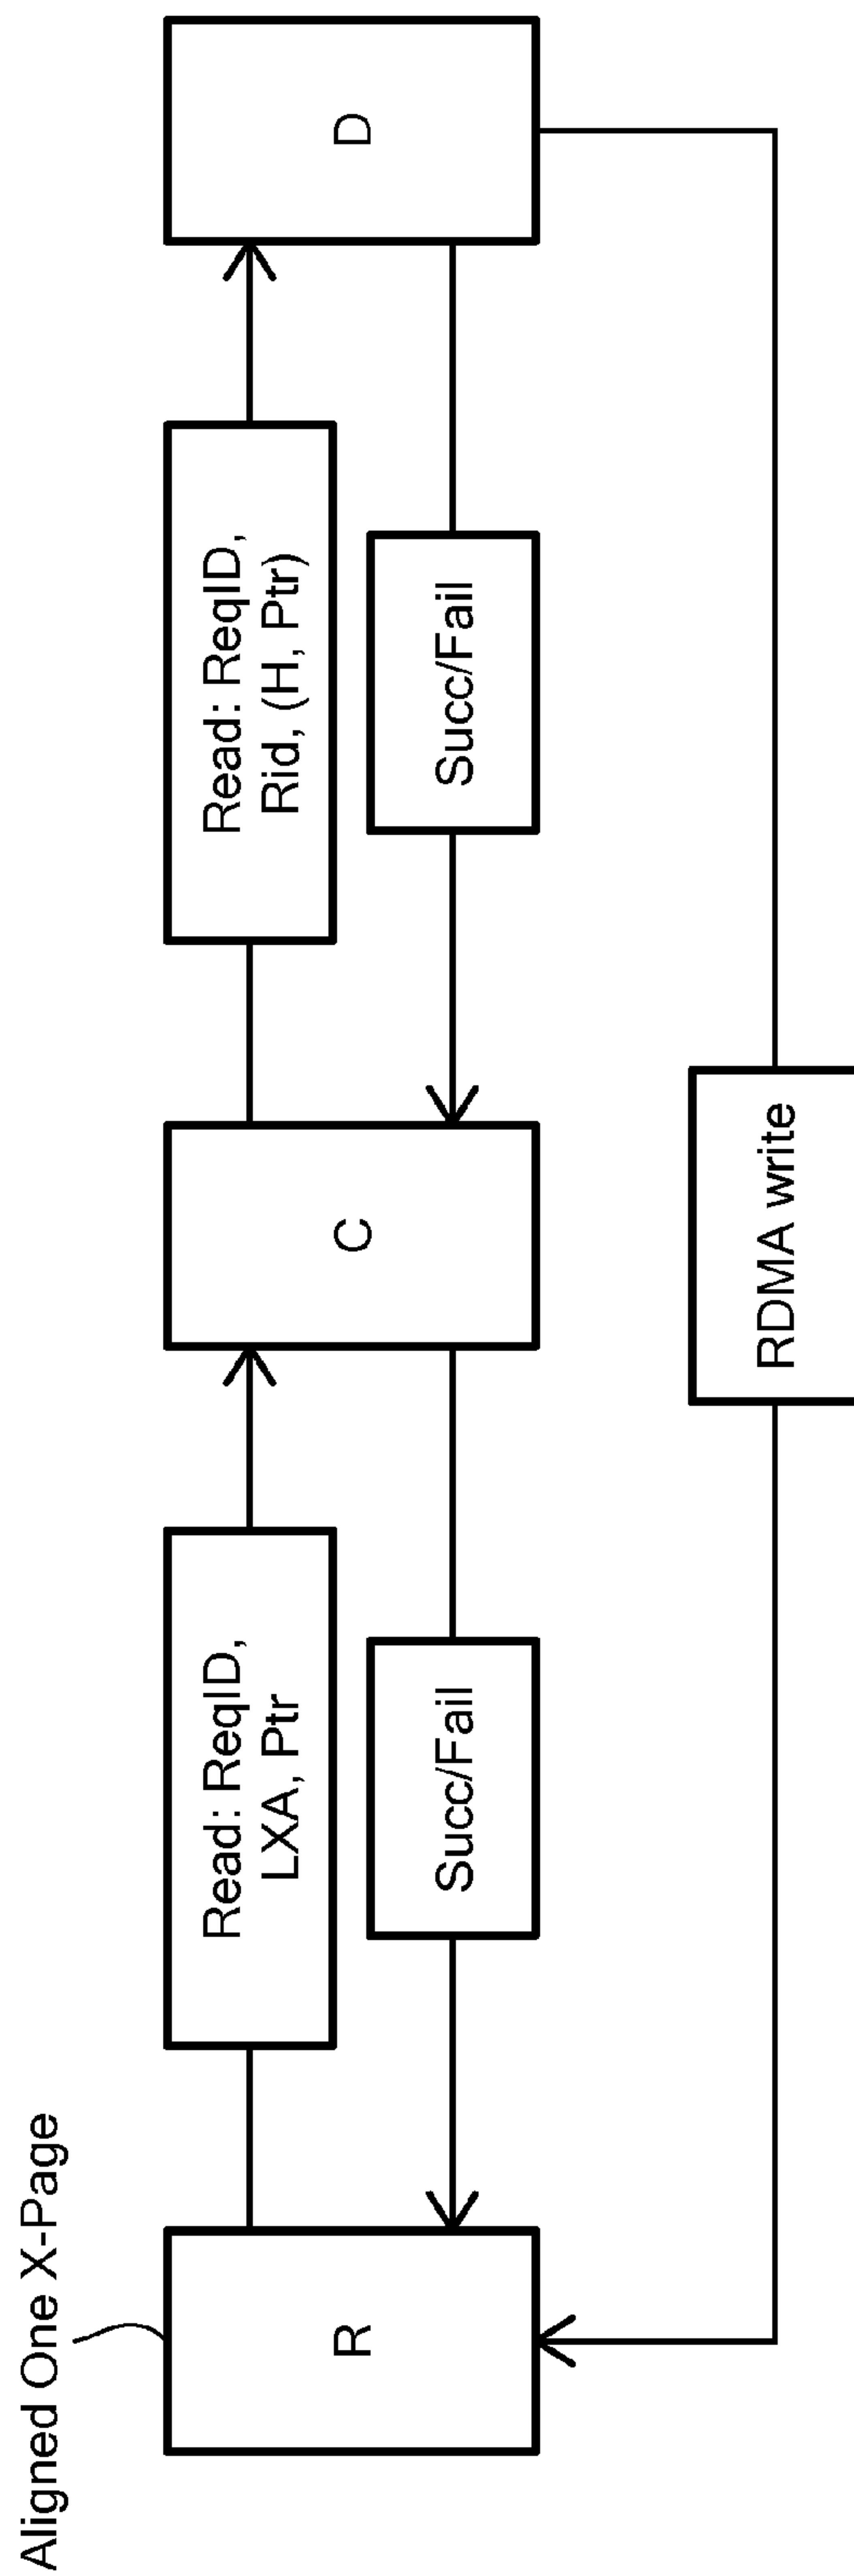 Aligned One X-Page
R
Read: ReqID,
LXA, Ptr
Succ/Fail
C
Read: ReqID,
Rid, (H, Ptr)
Succ/Fail
D
RDMA write